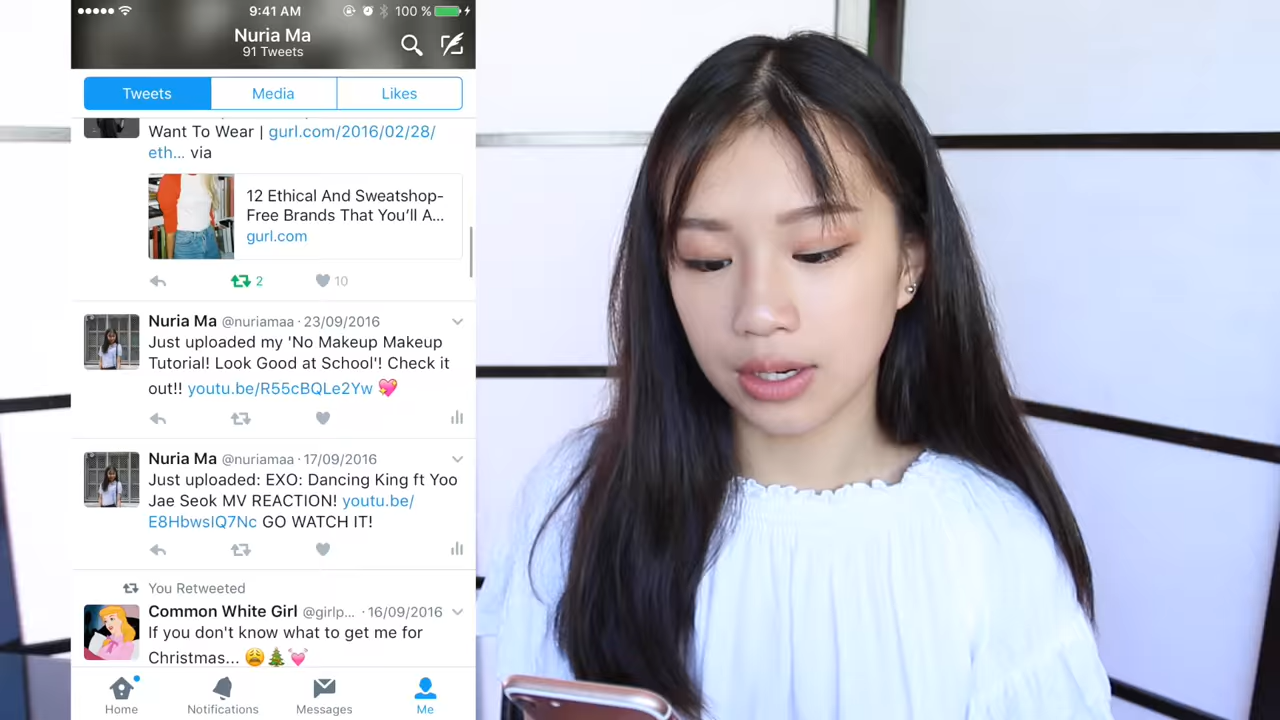 9:41 AM
100 %
Nuria Ma
91 Tweets
Tweets
Media
Likes
Want To Wear | gurl.com/2016/02/28/
eth... via
12 Ethical And Sweatshop-
Free Brands That You'll A...
gurl.com
2
10
Nuria Ma @nuriamaa · 23/09/2016
Just uploaded my 'No Makeup Makeup
Tutorial! Look Good at School'! Check it
out!! youtu.be/R55cBQLe2Yw 💘
Nuria Ma @nuriamaa · 17/09/2016
Just uploaded: EXO: Dancing King ft Yoo
Jae Seok MV REACTION! youtu.be/
E8HbwsIQ7Nc GO WATCH IT!
You Retweeted
Common White Girl @girlp... · 16/09/2016
If you don't know what to get me for
Christmas... 😩🎄💓
Home
Notifications
Messages
Me